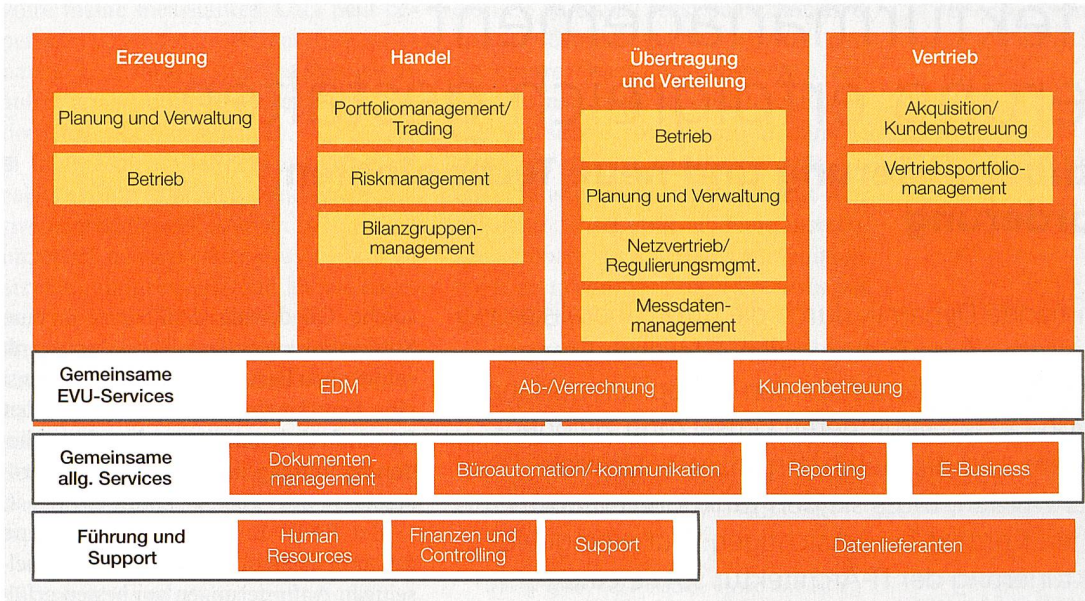 Erzeugung
Planung und Verwaltung
Betrieb
Handel
Portfoliomanagement/
Trading
Riskmanagement
Bilanzgruppen-
management
Übertragung
und Verteilung
Betrieb
Planung und Verwaltung
Netzvertrieb/
Regulierungsmgmt.
Messdaten-
management
Vertrieb
Akquisition/
Kundenbetreuung
Vertriebsportfolio-
management
Gemeinsame
EVU-Services
EDM
Ab-/Verrechnung
Kundenbetreuung
Gemeinsame
allg. Services
Dokumenten-
management
Büroautomation/-kommunikation
Reporting
E-Business
Führung und
Support
Human
Resources
Finanzen und
Controlling
Support
Datenlieferanten